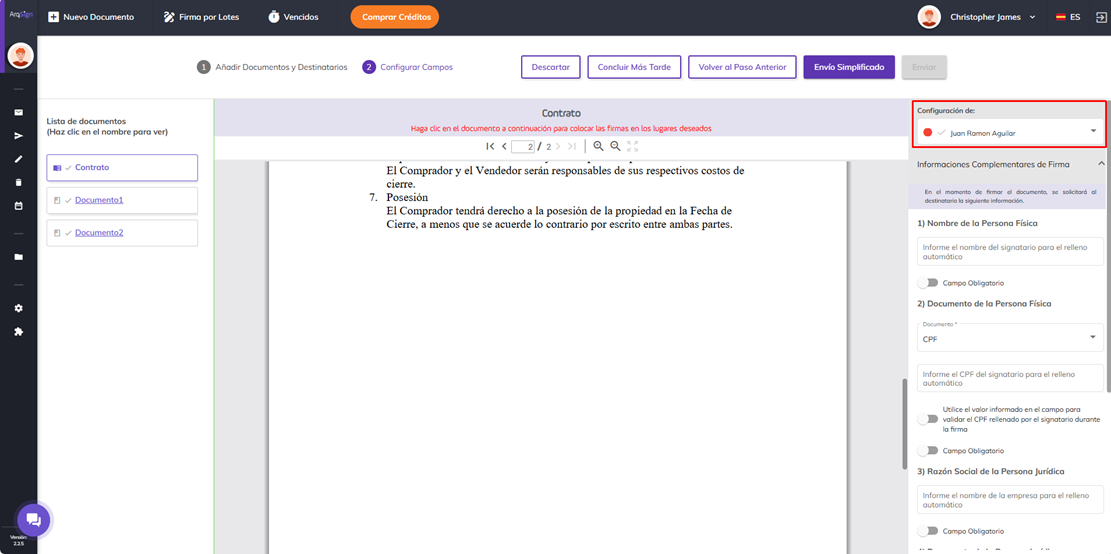 ArqSign
Nuevo Documento
Firma por Lotes
Vencidos
Comprar Créditos
Christopher James
ES
1 Añadir Documentos y Destinatarios
2 Configurar Campos
Descartar
Concluir Más Tarde
Volver al Paso Anterior
Envío Simplificado
Enviar
Lista de documentos
(Haz clic en el nombre para ver)
Contrato
Documento1
Documento2
Contrato
Haga clic en el documento a continuación para colocar las firmas en los lugares deseados
2 / 2
El Comprador y el Vendedor serán responsables de sus respectivos costos de
cierre.
7. Posesión
El Comprador tendrá derecho a la posesión de la propiedad en la Fecha de
Cierre, a menos que se acuerde lo contrario por escrito entre ambas partes.
Configuración de:
Juan Ramon Aguilar
Informaciones Complementares de Firma
En el momento de firmar el documento, se solicitará al
destinatario la siguiente información.
1) Nombre de la Persona Física
Informe el nombre del signatario para el relleno
automático
Campo Obligatorio
2) Documento de la Persona Física
Documento *
CPF
Informe el CPF del signatario para el relleno
automático
Utilice el valor informado en el campo para
validar el CPF rellenado por el signatario durante
la firma
Campo Obligatorio
3) Razón Social de la Persona Jurídica
Informe el nombre de la empresa para el relleno
automático
Campo Obligatorio
Versión
2.2.5